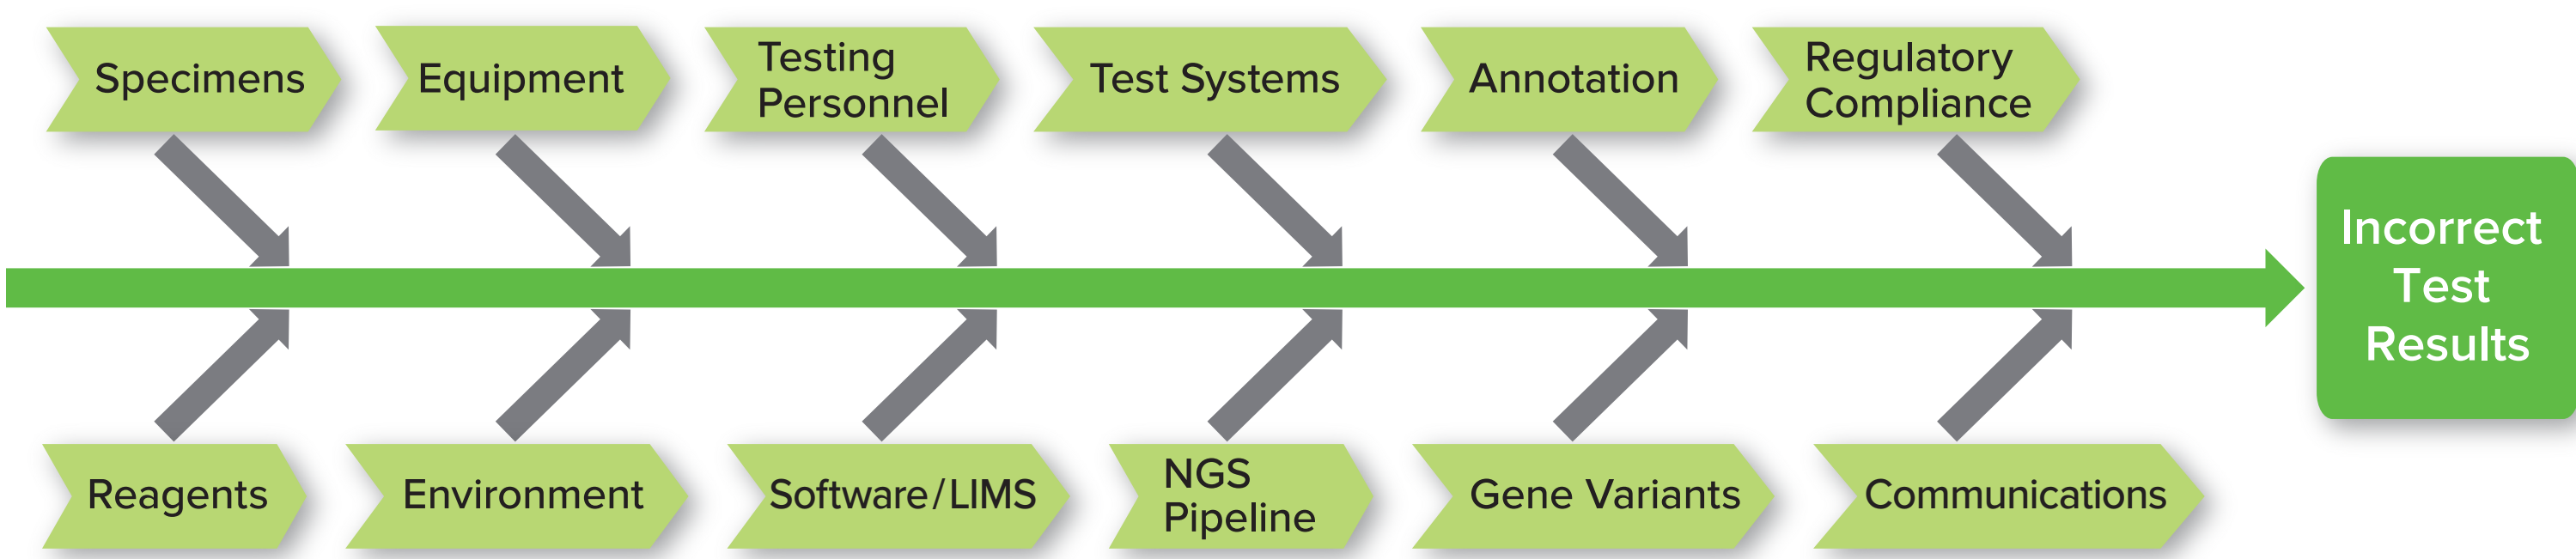 Specimens
Equipment
Testing
Personnel
Test Systems
Annotation
Regulatory
Compliance
Incorrect
Test
Results
Reagents
Environment
Software/LIMS
NGS
Pipeline
Gene Variants
Communications